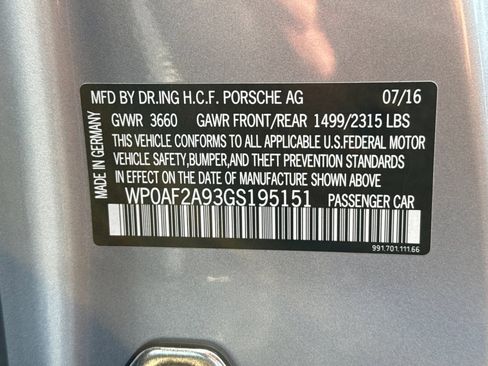 MFD BY DR.ING H.C.F. PORSCHE AG 07/16
GVWR 3660 GAWR FRONT/REAR 1499/2315 LBS
THIS VEHICLE CONFORMS TO ALL APPLICABLE U.S.FEDERAL MOTOR
VEHICLE SAFETY,BUMPER,AND THEFT PREVENTION STANDARDS
IN EFFECT ON THE DATE OF MANUFACTURE SHOWN ABOVE
WP0AF2A93GS195151 PASSENGER CAR
MADE IN GERMANY
991.701.111.66